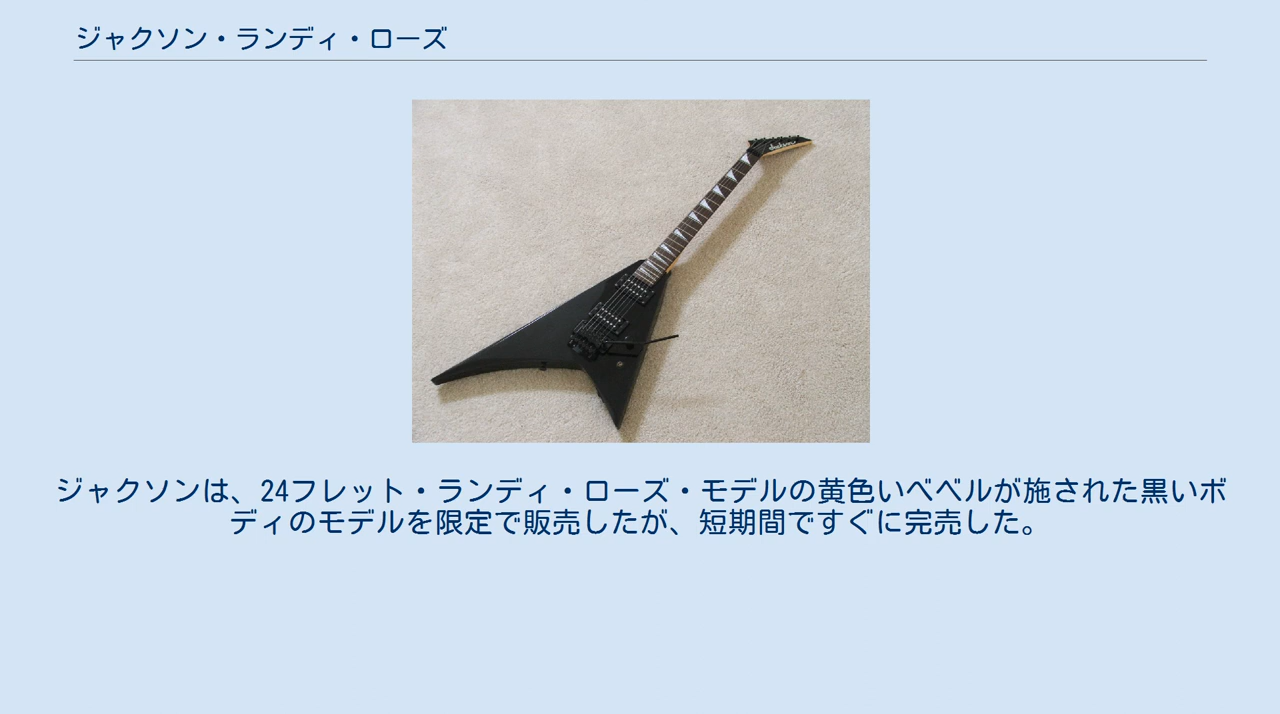 ジャクソン・ランディ・ローズ
Jackson
ジャクソンは、24フレット・ランディ・ローズ・モデルの黄色いベベルが施された黒いボ
ディのモデルを限定で販売したが、短期間ですぐに完売した。